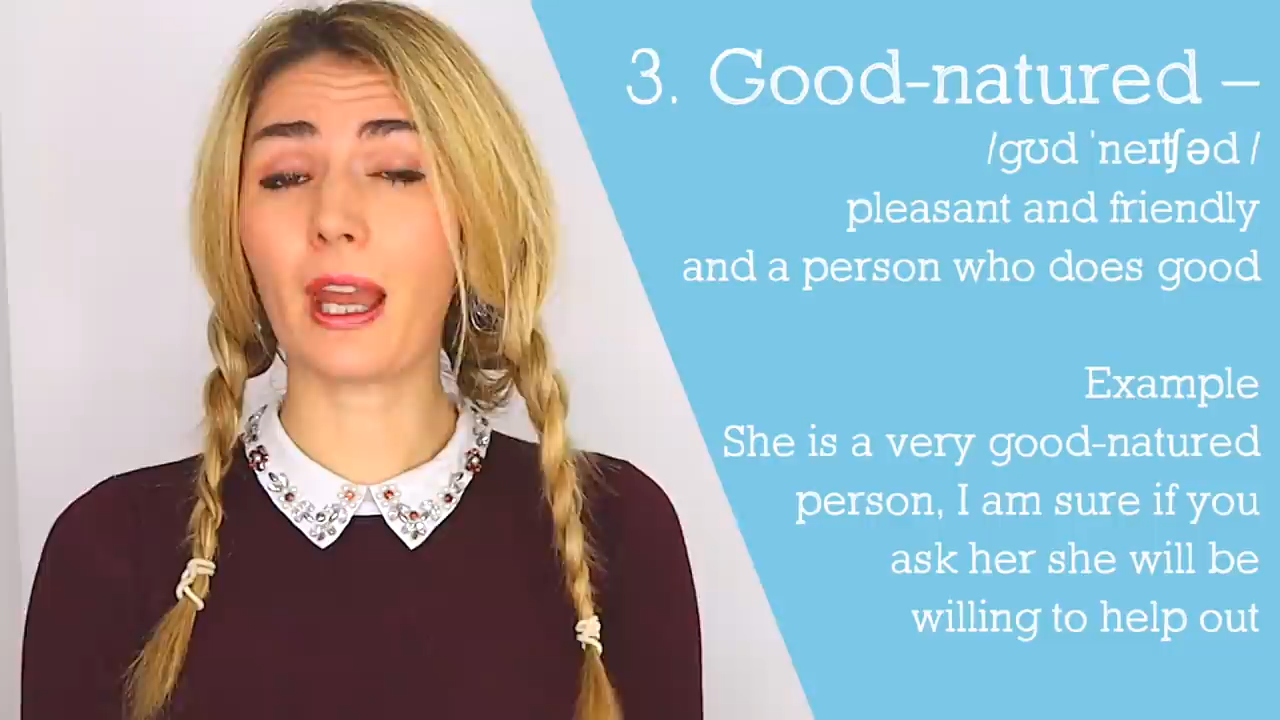 3. Good-natured –
/gʊd ˈneɪʧəd /
pleasant and friendly
and a person who does good
Example
She is a very good-natured
person, I am sure if you
ask her she will be
willing to help out